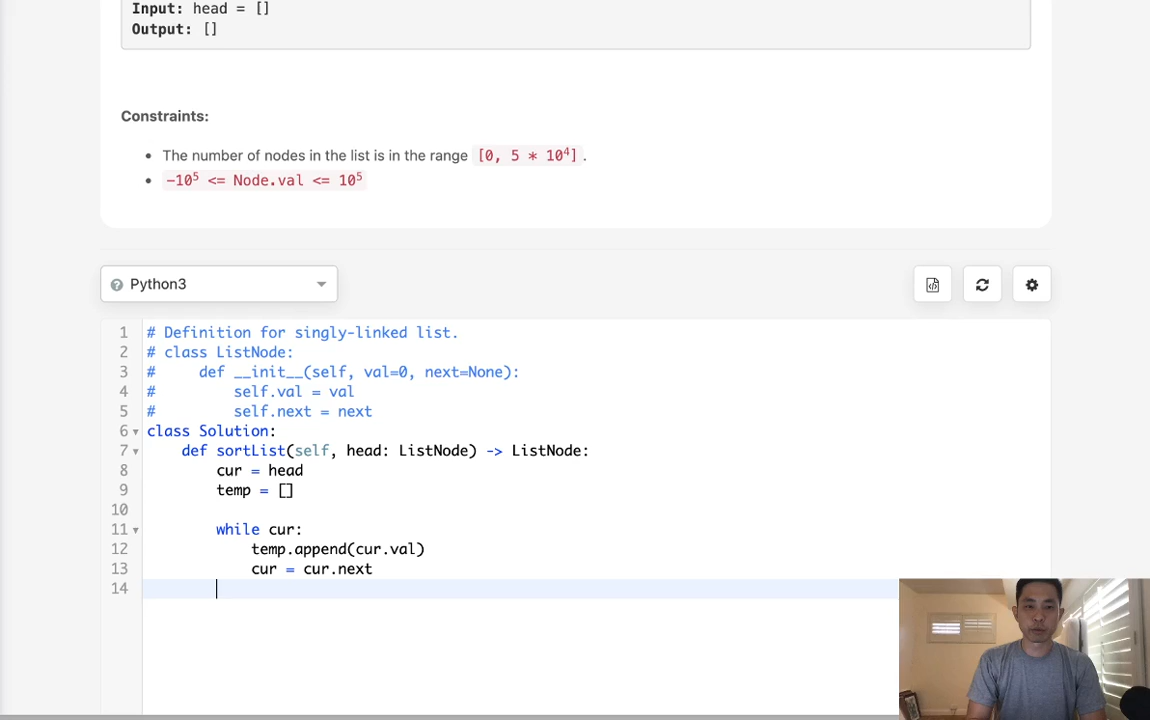 Input: head = []
Output: []
Constraints:
• The number of nodes in the list is in the range [0, 5 * 10⁴] .
• -10⁵ <= Node.val <= 10⁵
Python3
1 # Definition for singly-linked list.
2 # class ListNode:
3 #     def __init__(self, val=0, next=None):
4 #         self.val = val
5 #         self.next = next
6 class Solution:
7     def sortList(self, head: ListNode) -> ListNode:
8         cur = head
9         temp = []
10
11         while cur:
12             temp.append(cur.val)
13             cur = cur.next
14